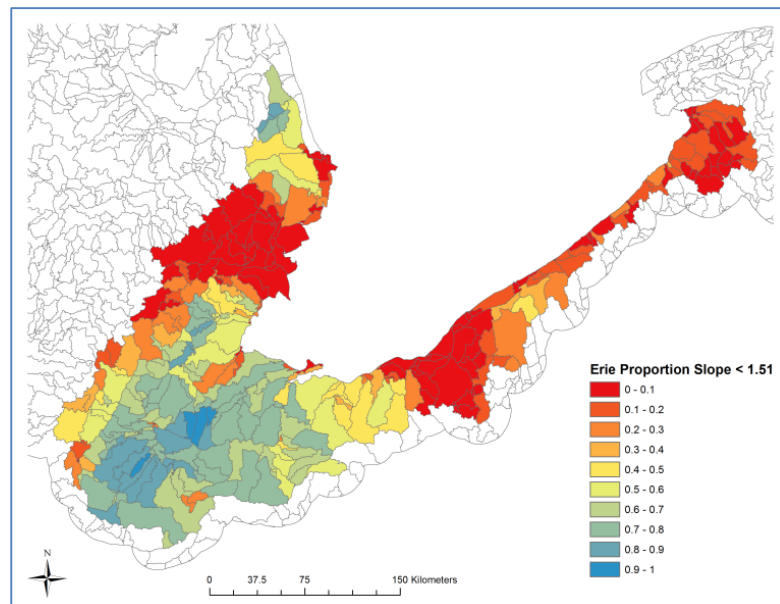 Erie Proportion Slope < 1.51
0 - 0.1
0.1 - 0.2
0.2 - 0.3
0.3 - 0.4
0.4 - 0.5
0.5 - 0.6
0.6 - 0.7
0.7 - 0.8
0.8 - 0.9
0.9 - 1
N
0 37.5 75 150 Kilometers